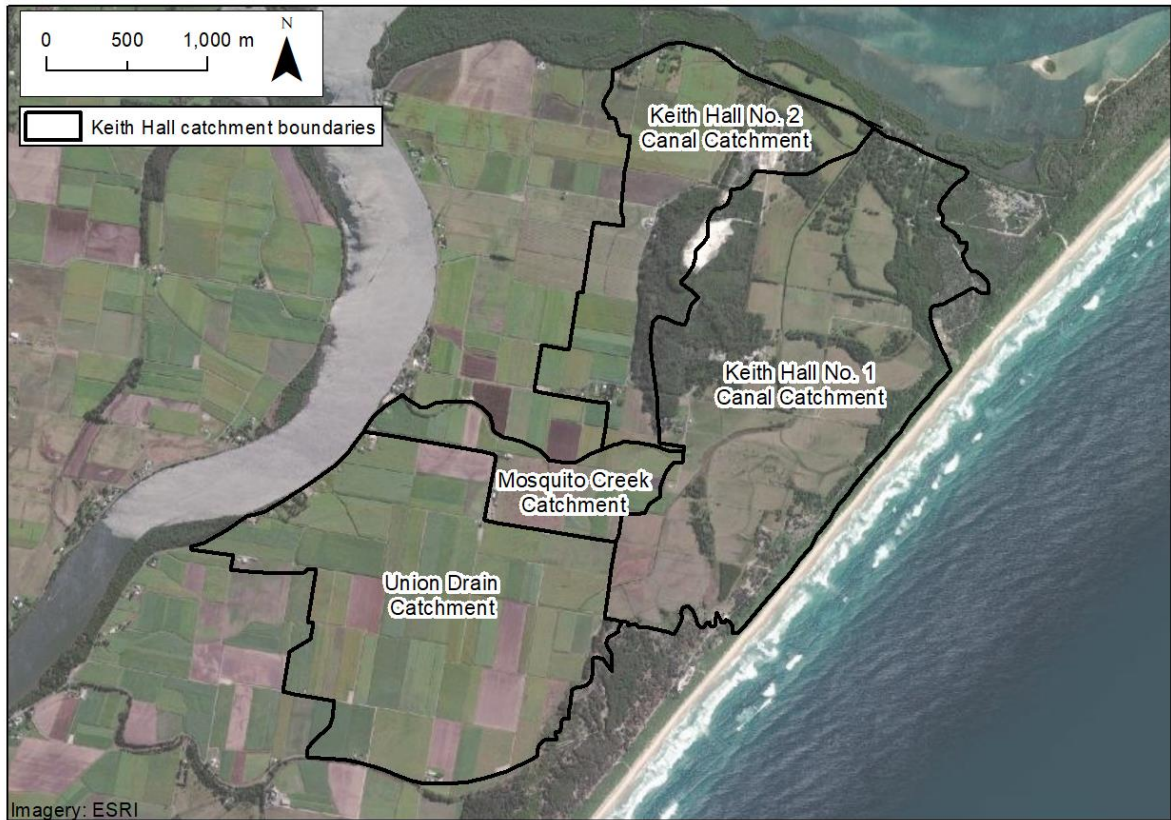 0 500 1,000 m
N
Keith Hall catchment boundaries
Keith Hall No. 2
Canal Catchment
Keith Hall No. 1
Canal Catchment
Mosquito Creek
Catchment
Union Drain
Catchment
Imagery: ESRI